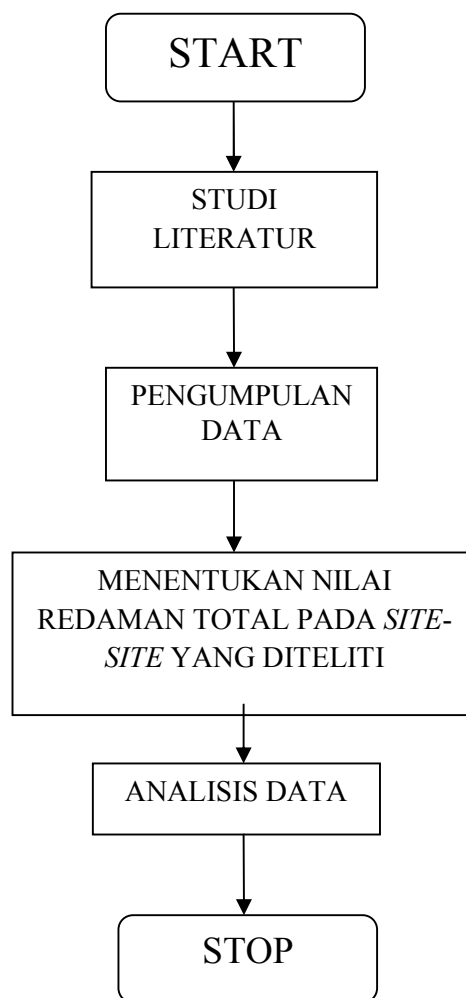 START
STUDI
LITERATUR
PENGUMPULAN
DATA
MENENTUKAN NILAI
REDAMAN TOTAL PADA SITE-
SITE YANG DITELITI
ANALISIS DATA
STOP